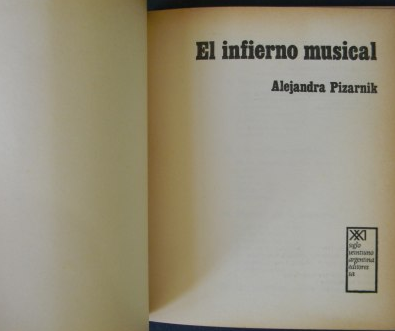 El infierno musical
Alejandra Pizarnik
siglo
veintiuno
argentina
editores
sa